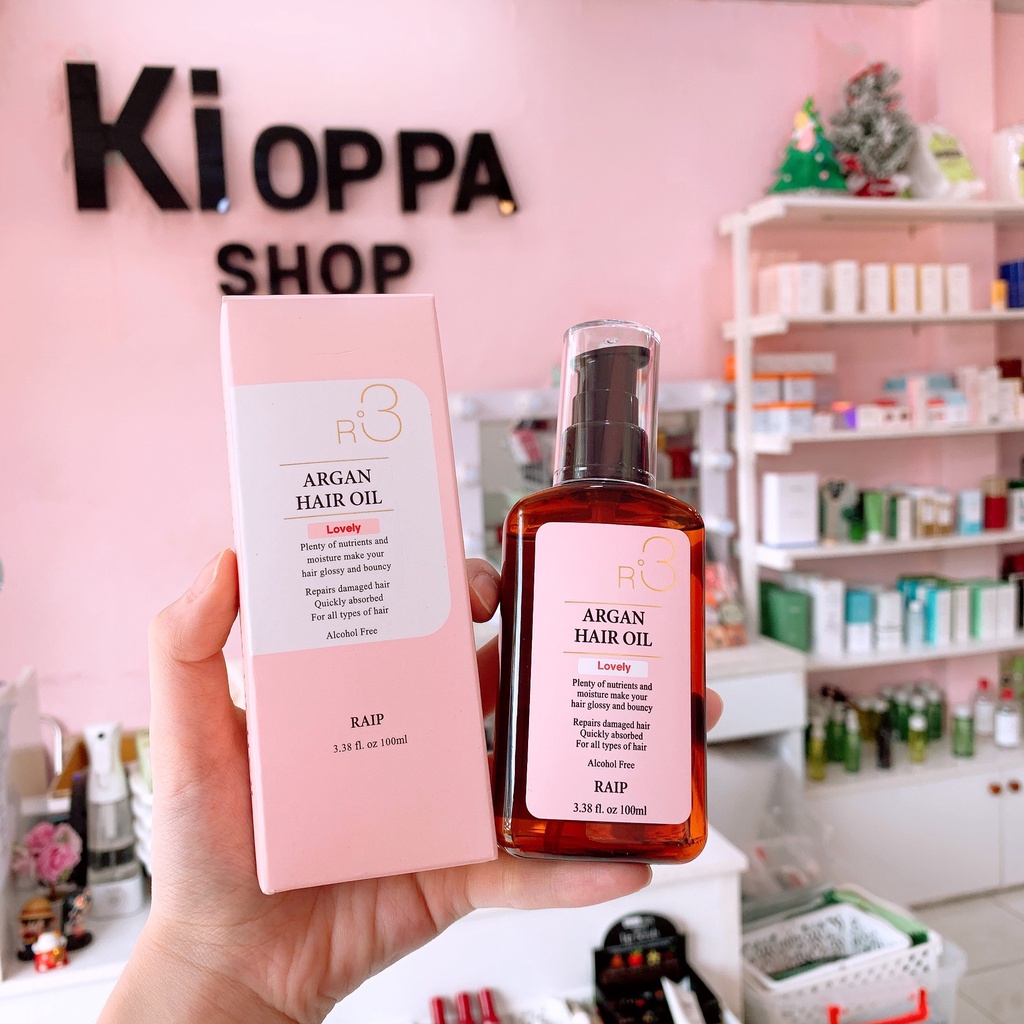 Ki OPPA
SHOP
R3
ARGAN
HAIR OIL
Lovely
Plenty of nutrients and
moisture make your
hair glossy and bouncy
Repairs damaged hair
Quickly absorbed
For all types of hair
Alcohol Free
RAIP
3.38 fl. oz 100ml
R3
ARGAN
HAIR OIL
Lovely
Plenty of nutrients and
moisture make your
hair glossy and bouncy
Repairs damaged hair
Quickly absorbed
For all types of hair
Alcohol Free
RAIP
3.38 fl. oz 100ml